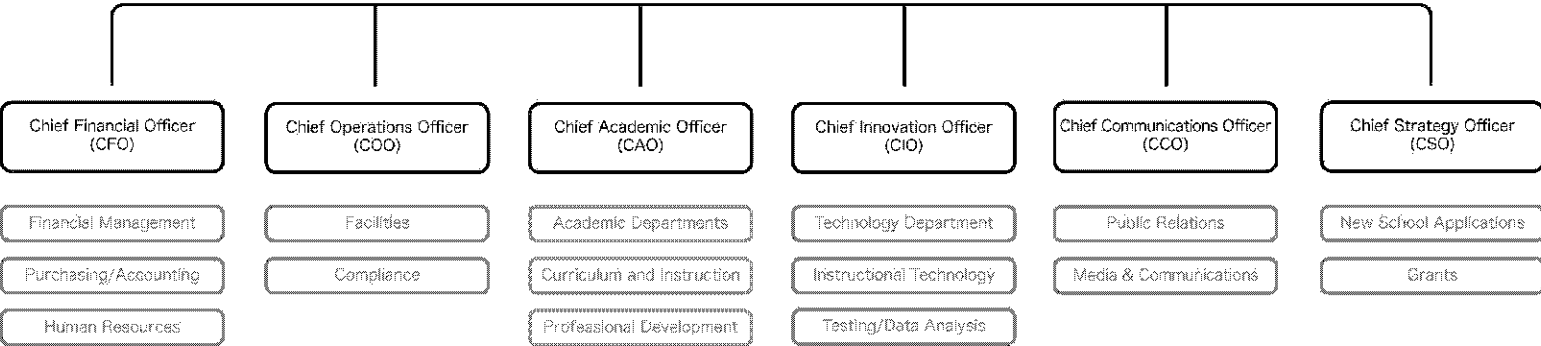 Chief Financial Officer
(CFO)
Chief Operations Officer
(COO)
Chief Academic Officer
(CAO)
Chief Innovation Officer
(CIO)
Chief Communications Officer
(CCO)
Chief Strategy Officer
(CSO)
Financial Management
Facilities
Academic Departments
Technology Department
Public Relations
New School Applications
Purchasing/Accounting
Compliance
Curriculum and Instruction
Instructional Technology
Media & Communications
Grants
Human Resources
Professional Development
Testing/Data Analysis